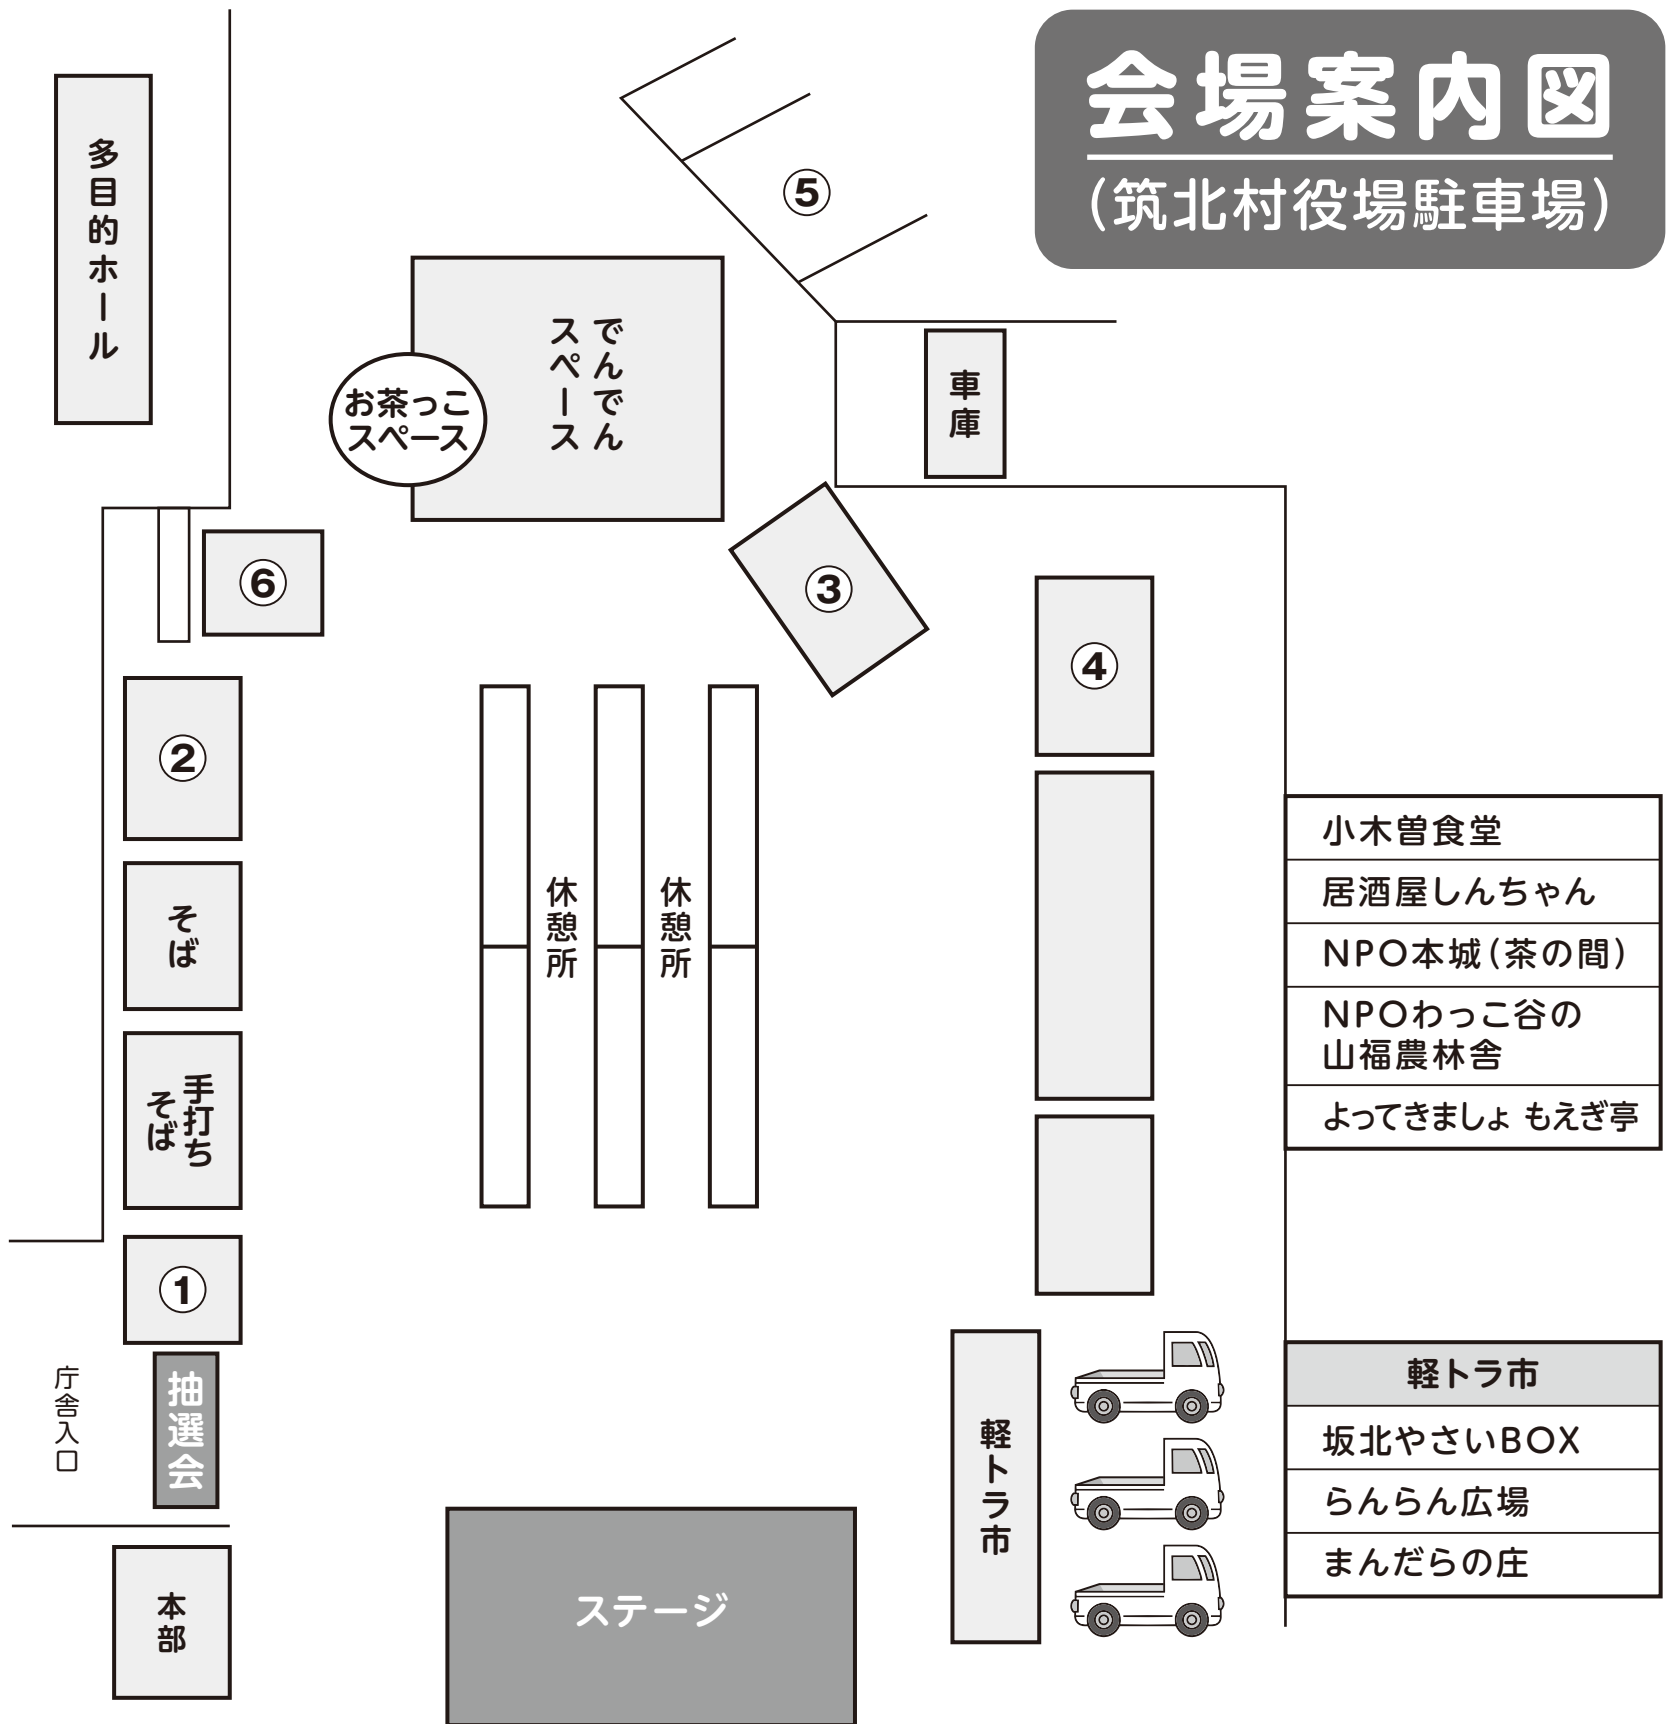 会場案内図
(筑北村役場駐車場)
多目的ホール
⑤
でんでん
スペース
お茶っこ
スペース
車庫
⑥
③
④
②
そば
手打ち
そば
①
休憩所
休憩所
小木曽食堂
居酒屋しんちゃん
NPO本城(茶の間)
NPOわっこ谷の
山福農林舎
よってきましょ もえぎ亭
庁舎入口
抽選会
本部
ステージ
軽トラ市
軽トラ市
坂北やさいBOX
らんらん広場
まんだらの庄